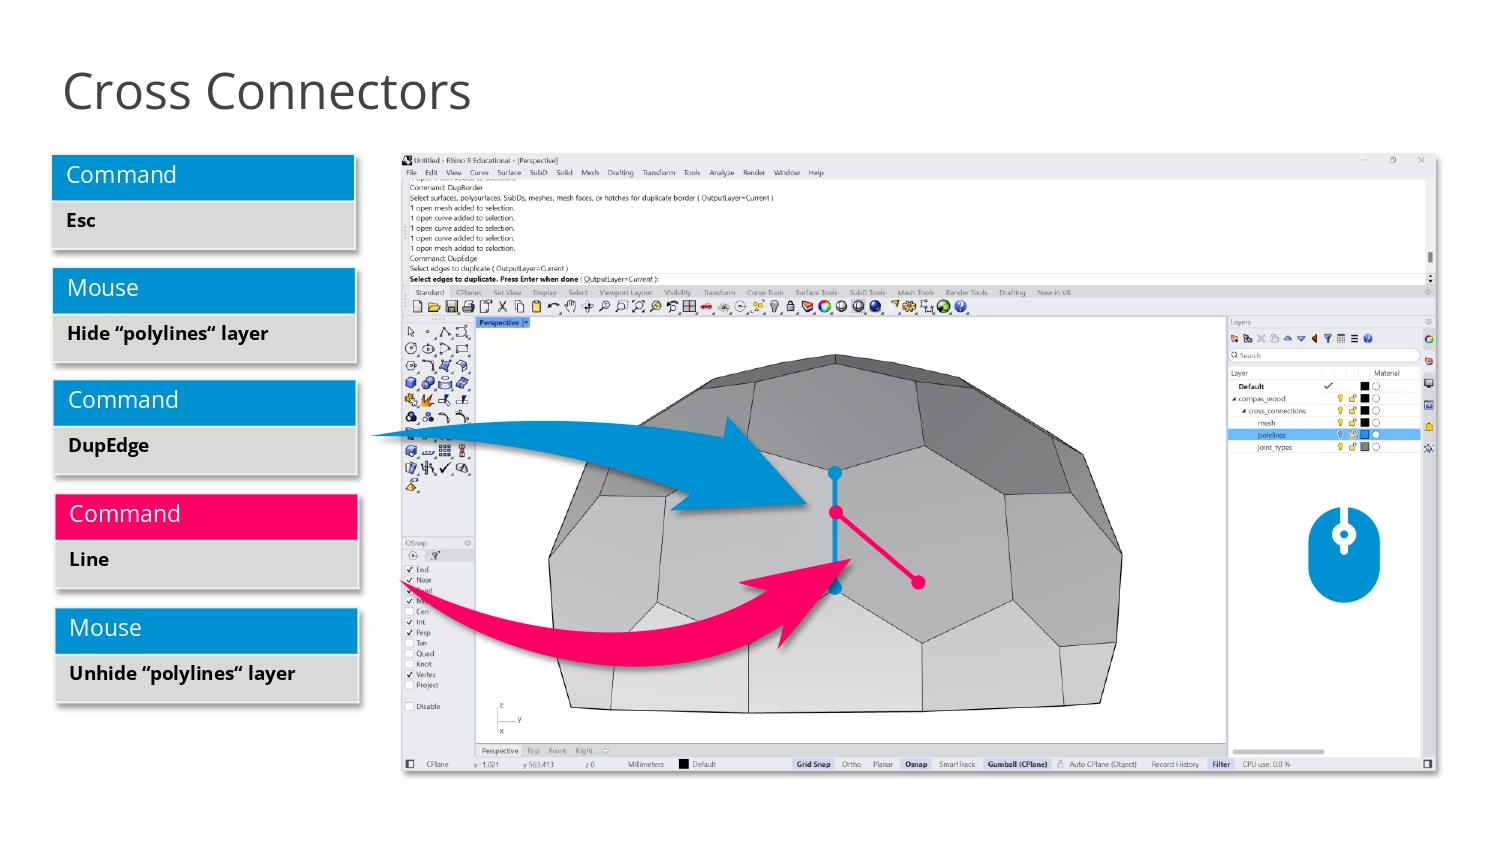 Cross Connectors
Command
Esc
Mouse
Hide “polylines“ layer
Command
DupEdge
Command
Line
Mouse
Unhide “polylines“ layer
Untitled - Rhino 8 Educational - [Perspective]
File Edit View Curve Surface SubD Solid Mesh Drafting Transform Tools Analyze Render Window Help
Command: DupBorder
Select surfaces, polysurfaces, SubDs, meshes, mesh faces, or hatches for duplicate border ( OutputLayer=Current )
1 open mesh added to selection.
1 open curve added to selection.
1 open curve added to selection.
1 open curve added to selection.
1 open mesh added to selection.
Command: DupEdge
Select edges to duplicate ( OutputLayer=Current )
Select edges to duplicate. Press Enter when done ( OutputLayer=Current ):
Standard CPlanes Set View Display Select Viewport Layout Visibility Transform Curve Tools Surface Tools Solid Tools SubD Tools Mesh Tools Render Tools Drafting New in V8
Perspective
Layers
Search
Layer Material
Default
compas_wood
cross_connections
mesh
polylines
joint_types
OSnap
End
Near
Cen
Int
Perp
Tan
Quad
Knot
Vertex
Project
Disable
z
y
x
Perspective Top Front Right
CPlane x -1.021 y 563.413 z 0 Millimeters Default Grid Snap Ortho Planar Osnap SmartTrack Gumball (CPlane) Auto CPlane (Object) Record History Filter CPU use: 0.0 %